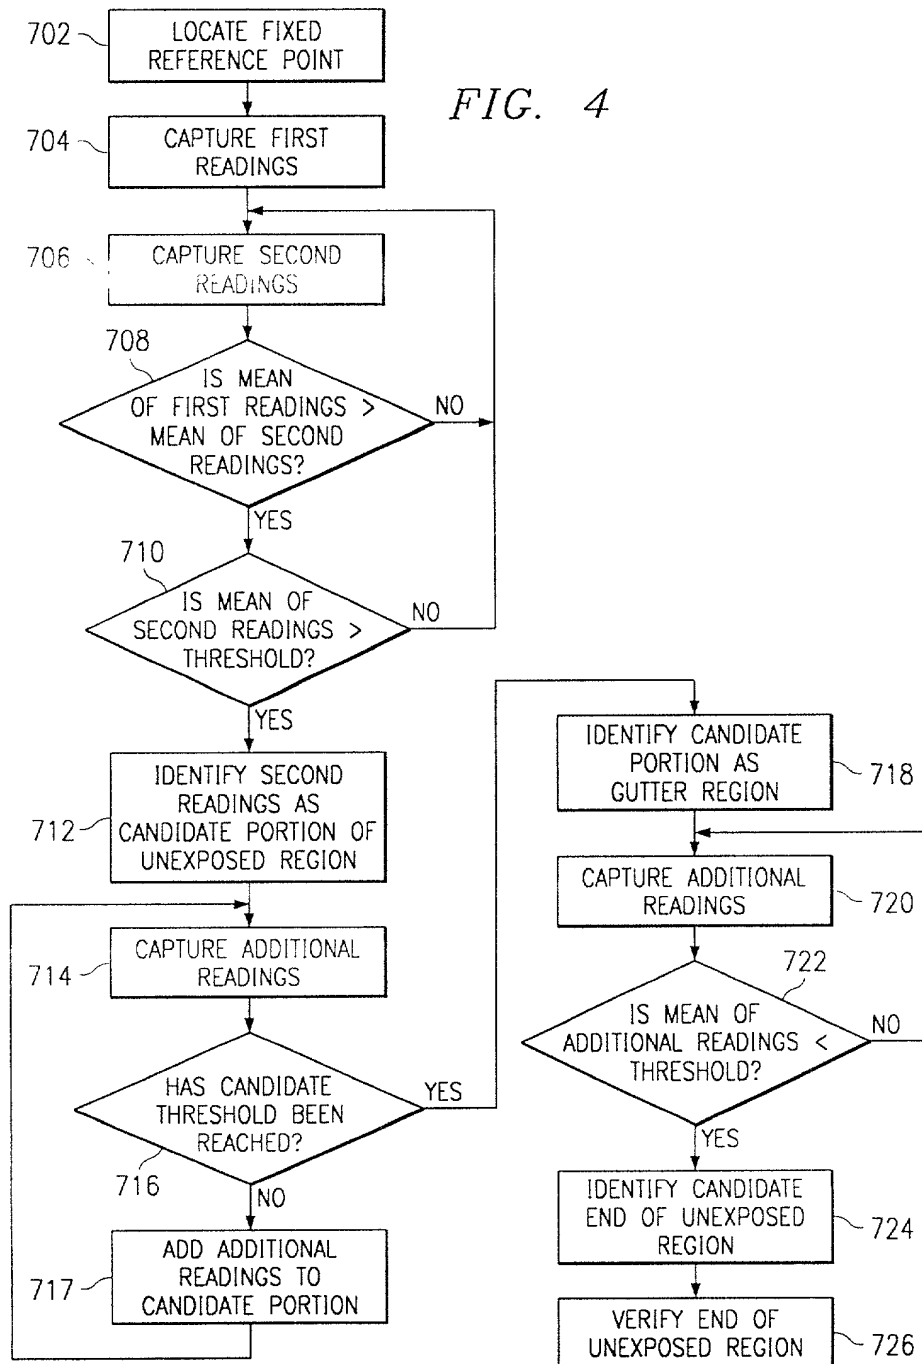 702
LOCATE FIXED
REFERENCE POINT
FIG. 4
704
CAPTURE FIRST
READINGS
706
CAPTURE SECOND
READINGS
708
IS MEAN
OF FIRST READINGS >
MEAN OF SECOND
READINGS?
NO
YES
710
IS MEAN OF
SECOND READINGS >
THRESHOLD?
NO
YES
712
IDENTIFY SECOND
READINGS AS
CANDIDATE PORTION OF
UNEXPOSED REGION
714
CAPTURE ADDITIONAL
READINGS
HAS CANDIDATE
THRESHOLD BEEN
REACHED?
YES
716
NO
717
ADD ADDITIONAL
READINGS TO
CANDIDATE PORTION
IDENTIFY CANDIDATE
PORTION AS
GUTTER REGION
718
CAPTURE ADDITIONAL
READINGS
720
722
IS MEAN OF
ADDITIONAL READINGS <
THRESHOLD?
NO
YES
IDENTIFY CANDIDATE
END OF UNEXPOSED
REGION
724
VERIFY END OF
UNEXPOSED REGION
726